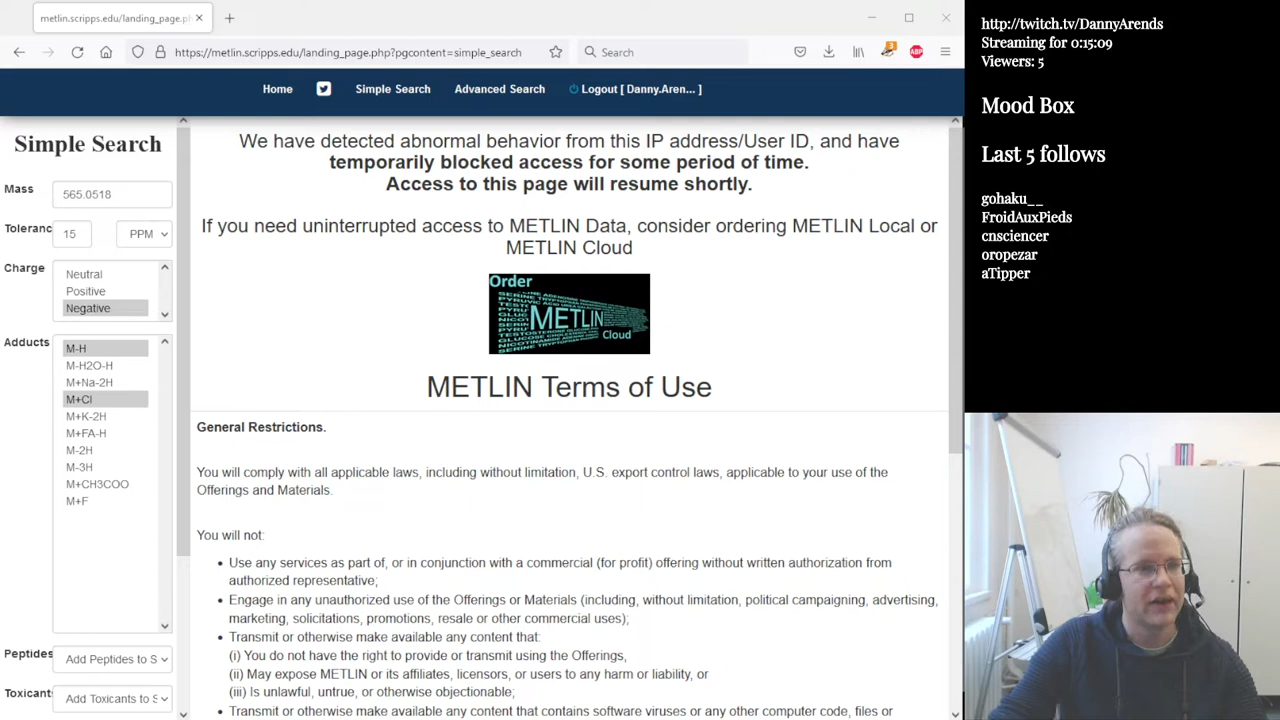 metlin.scripps.edu/landing_page.ph
https://metlin.scripps.edu/landing_page.php?pgcontent=simple_search
Search
3
ABP
Home
Simple Search
Advanced Search
Logout [ Danny.Aren... ]
Simple Search
Mass
565.0518
Toleranc
15
PPM
Charge
Neutral
Positive
Negative
Adducts
M-H
M-H2O-H
M+Na-2H
M+Cl
M+K-2H
M+FA-H
M-2H
M-3H
M+CH3COO
M+F
Peptides
Add Peptides to S
Toxicants
Add Toxicants to S
We have detected abnormal behavior from this IP address/User ID, and have
temporarily blocked access for some period of time.
Access to this page will resume shortly.
If you need uninterrupted access to METLIN Data, consider ordering METLIN Local or
METLIN Cloud
Order
METLIN
Cloud
METLIN Terms of Use
General Restrictions.
You will comply with all applicable laws, including without limitation, U.S. export control laws, applicable to your use of the
Offerings and Materials.
You will not:
• Use any services as part of, or in conjunction with a commercial (for profit) offering without written authorization from
authorized representative;
• Engage in any unauthorized use of the Offerings or Materials (including, without limitation, political campaigning, advertising,
marketing, solicitations, promotions, resale or other commercial uses);
• Transmit or otherwise make available any content that:
(i) You do not have the right to provide or transmit using the Offerings,
(ii) May expose METLIN or its affiliates, licensors, or users to any harm or liability, or
(iii) Is unlawful, untrue, or otherwise objectionable;
• Transmit or otherwise make available any content that contains software viruses or any other computer code, files or
http://twitch.tv/DannyArends
Streaming for 0:15:09
Viewers: 5
Mood Box
Last 5 follows
gohaku__
FroidAuxPieds
cnsciencer
oropezar
aTipper